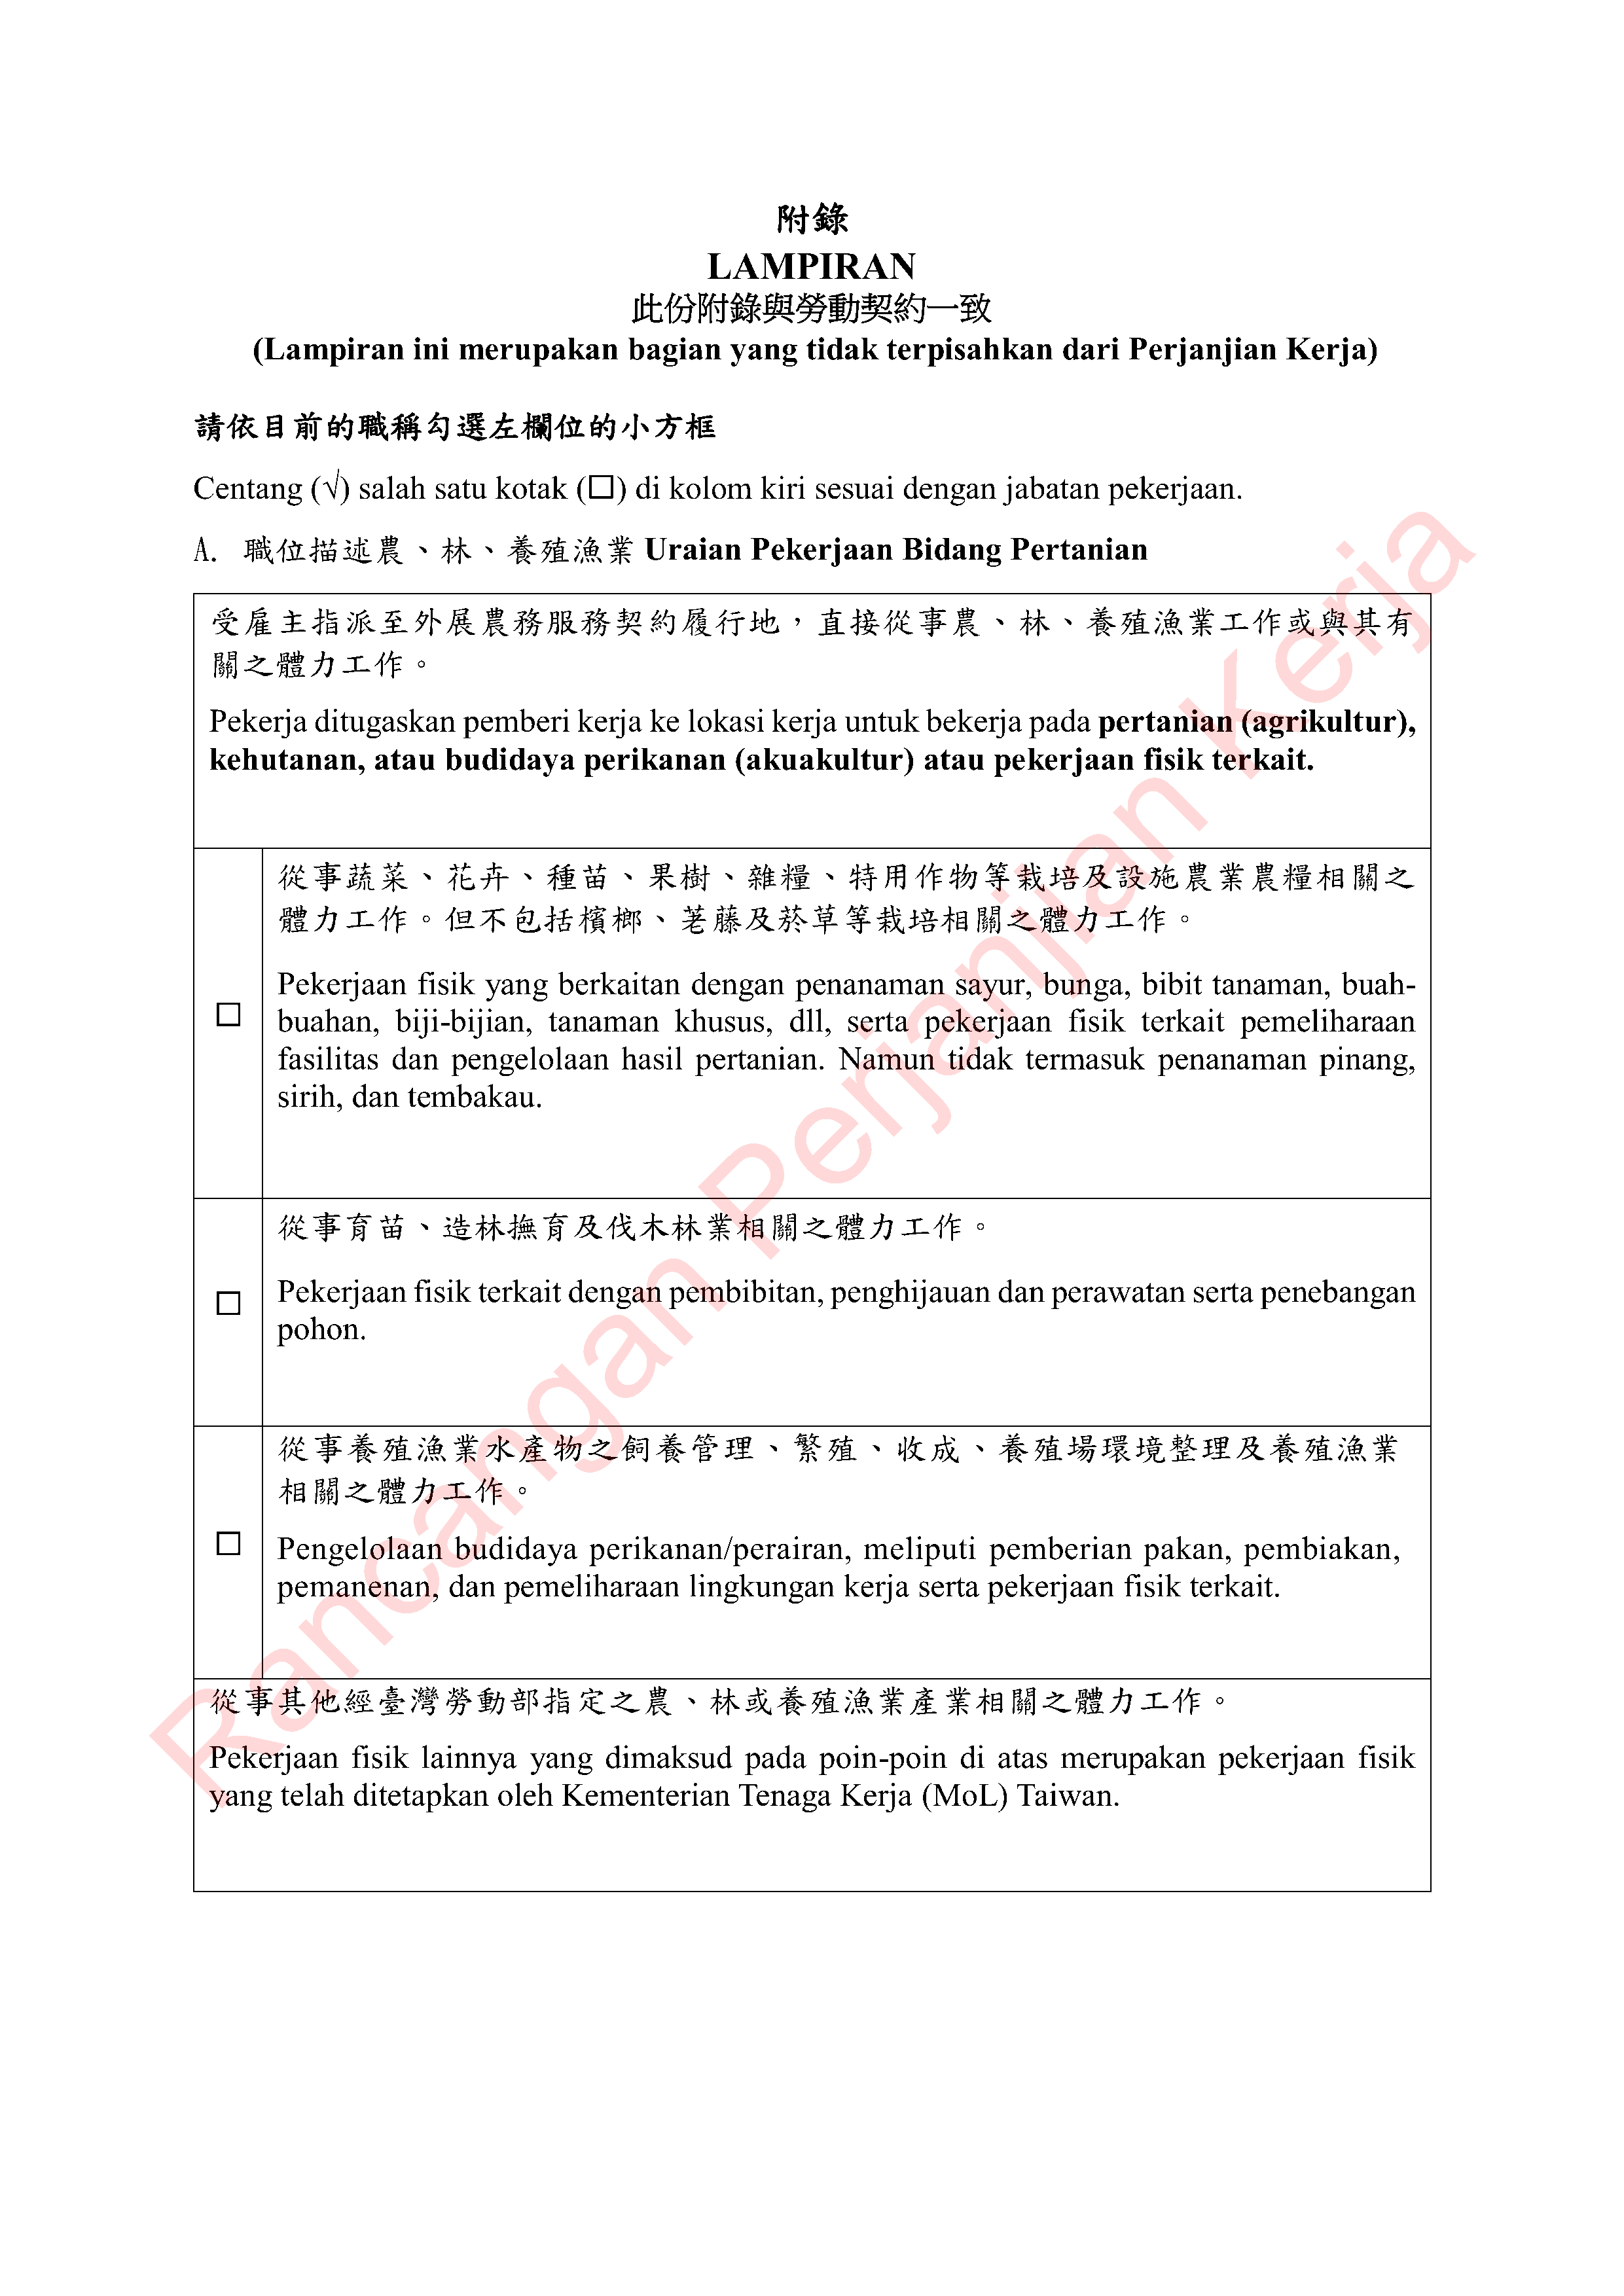 附錄
LAMPIRAN
此份附錄與勞動契約一致
(Lampiran ini merupakan bagian yang tidak terpisahkan dari Perjanjian Kerja)
請依目前的職稱勾選左欄位的小方框
Centang (√) salah satu kotak (☐) di kolom kiri sesuai dengan jabatan pekerjaan.
A. 職位描述農、林、養殖漁業 Uraian Pekerjaan Bidang Pertanian
受雇主指派至外展農務服務契約履行地，直接從事農、林、養殖漁業工作或與其有
關之體力工作。
Pekerja ditugaskan pemberi kerja ke lokasi kerja untuk bekerja pada pertanian (agrikultur),
kehutanan, atau budidaya perikanan (akuakultur) atau pekerjaan fisik terkait.
從事蔬菜、花卉、種苗、果樹、雜糧、特用作物等栽培及設施農業農糧相關之
體力工作。但不包括檳榔、荖藤及菸草等栽培相關之體力工作。
☐
Pekerjaan fisik yang berkaitan dengan penanaman sayur, bunga, bibit tanaman, buah-
buahan, biji-bijian, tanaman khusus, dll, serta pekerjaan fisik terkait pemeliharaan
fasilitas dan pengelolaan hasil pertanian. Namun tidak termasuk penanaman pinang,
sirih, dan tembakau.
從事育苗、造林撫育及伐木林業相關之體力工作。
☐
Pekerjaan fisik terkait dengan pembibitan, penghijauan dan perawatan serta penebangan
pohon.
從事養殖漁業水產物之飼養管理、繁殖、收成、養殖場環境整理及養殖漁業
相關之體力工作。
☐
Pengelolaan budidaya perikanan/perairan, meliputi pemberian pakan, pembiakan,
pemanenan, dan pemeliharaan lingkungan kerja serta pekerjaan fisik terkait.
從事其他經臺灣勞動部指定之農、林或養殖漁業產業相關之體力工作。
Pekerjaan fisik lainnya yang dimaksud pada poin-poin di atas merupakan pekerjaan fisik
yang telah ditetapkan oleh Kementerian Tenaga Kerja (MoL) Taiwan.
Rancangan Perjanjian Kerja